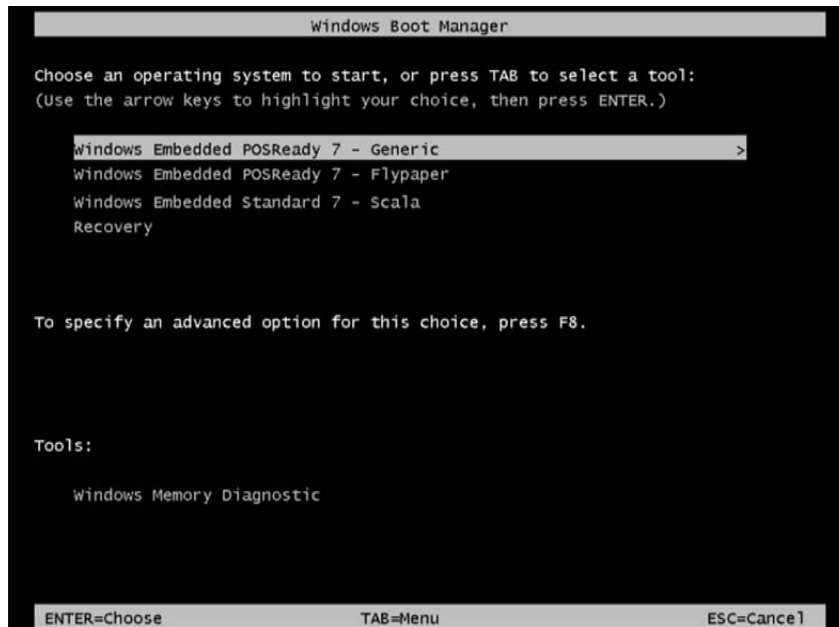 Windows Boot Manager
Choose an operating system to start, or press TAB to select a tool:
(Use the arrow keys to highlight your choice, then press ENTER.)
Windows Embedded POSReady 7 - Generic >
Windows Embedded POSReady 7 - Flypaper
Windows Embedded Standard 7 - Scala
Recovery
To specify an advanced option for this choice, press F8.
Tools:
Windows Memory Diagnostic
ENTER=Choose TAB=Menu ESC=Cancel